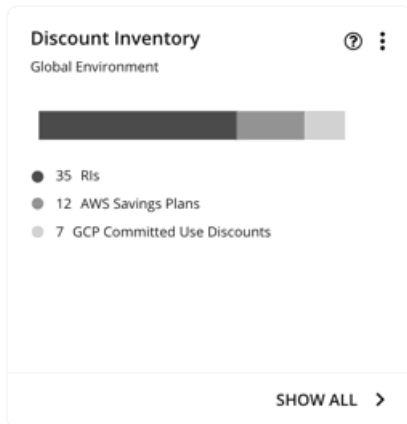 Discount Inventory
Global Environment
35 RIs
12 AWS Savings Plans
7 GCP Committed Use Discounts
SHOW ALL